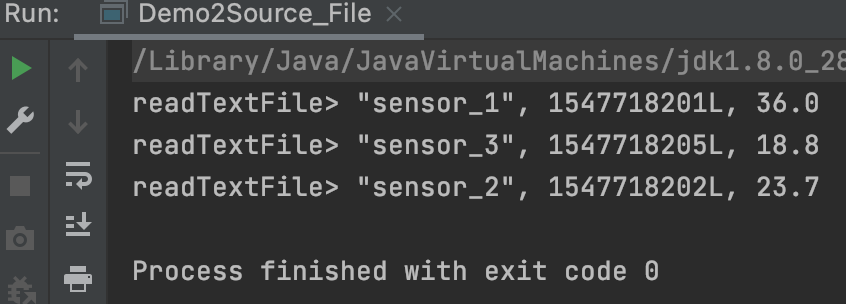 Run: Demo2Source_File
/Library/Java/JavaVirtualMachines/jdk1.8.0_28
readTextFile> "sensor_1", 1547718201L, 36.0
readTextFile> "sensor_3", 1547718205L, 18.8
readTextFile> "sensor_2", 1547718202L, 23.7
Process finished with exit code 0